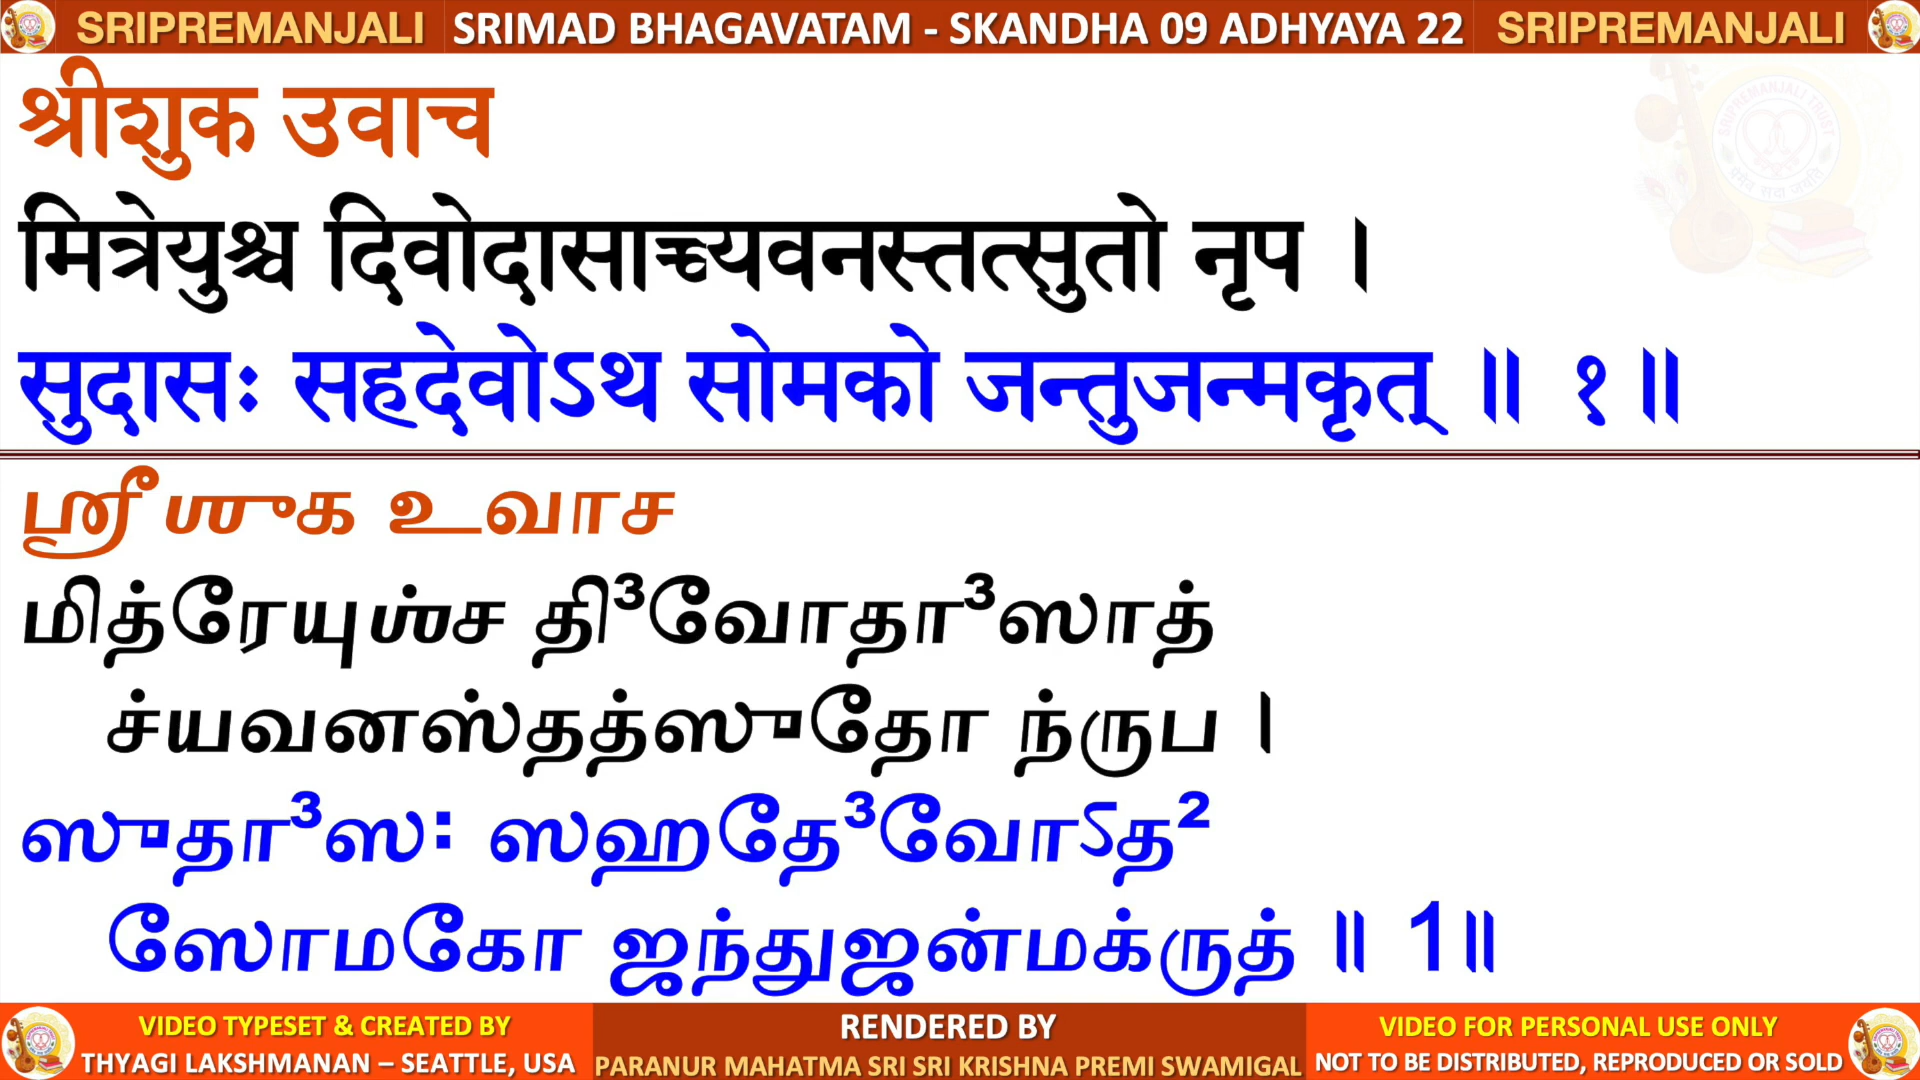 SRIPREMANJALI SRIMAD BHAGAVATAM - SKANDHA 09 ADHYAYA 22 SRIPREMANJALI
श्रीशुक उवाच
मित्रेयुश्च दिवोदासाच्च्यवनस्तत्सुतो नृप ।
सुदासः सहदेवोऽथ सोमको जन्तुजन्मकृत् ॥ १॥
ஶ்ரீஶுக உவாச
மித்ரேயுஶ்ச தி³வோதா³ஸாத்
ச்யவனஸ்தத்ஸுதோ ந்ருப ।
ஸுதா³ஸ꞉ ஸஹதே³வோ(அ)த²
ஸோமகோ ஜந்துஜன்மக்ருத் ॥ 1॥
VIDEO TYPESET & CREATED BY RENDERED BY VIDEO FOR PERSONAL USE ONLY
THYAGI LAKSHMANAN – SEATTLE, USA PARANUR MAHATMA SRI SRI KRISHNA PREMI SWAMIGAL NOT TO BE DISTRIBUTED, REPRODUCED OR SOLD